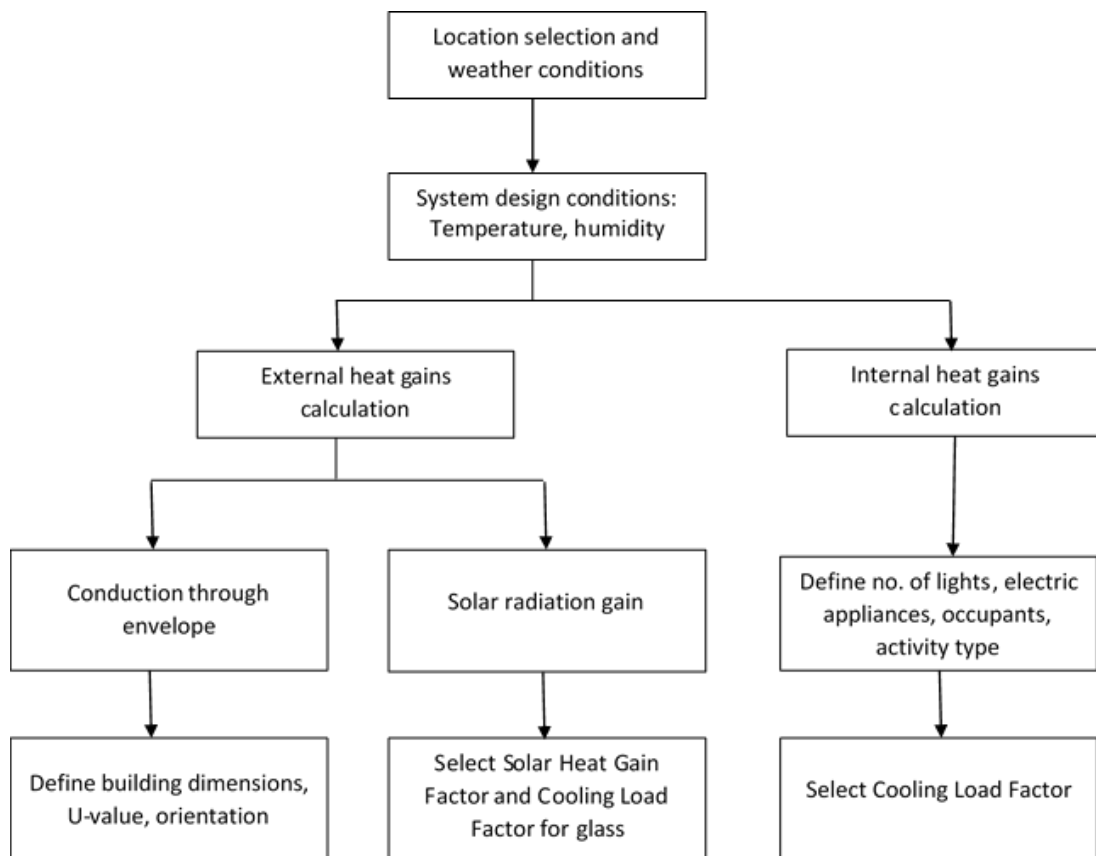 Location selection and
weather conditions
System design conditions:
Temperature, humidity
External heat gains
calculation
Internal heat gains
calculation
Conduction through
envelope
Solar radiation gain
Define no. of lights, electric
appliances, occupants,
activity type
Define building dimensions,
U-value, orientation
Select Solar Heat Gain
Factor and Cooling Load
Factor for glass
Select Cooling Load Factor